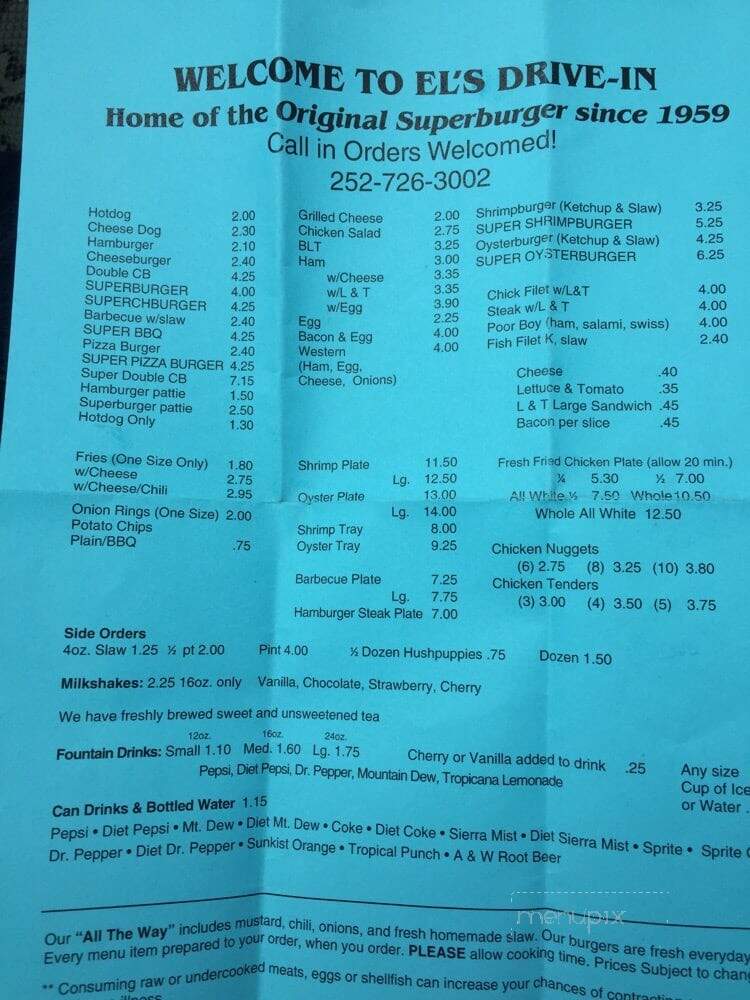 WELCOME TO EL'S DRIVE-IN
Home of the Original Superburger since 1959
Call in Orders Welcomed!
252-726-3002
Hotdog 2.00
Cheese Dog 2.30
Hamburger 2.10
Cheeseburger 2.40
Double CB 4.25
SUPERBURGER 4.00
SUPERCHBURGER 4.25
Barbecue w/slaw 2.40
SUPER BBQ 4.25
Pizza Burger 2.40
SUPER PIZZA BURGER 4.25
Super Double CB 7.15
Hamburger pattie 1.50
Superburger pattie 2.50
Hotdog Only 1.30
Grilled Cheese 2.00
Chicken Salad 2.75
BLT 3.25
Ham 3.00
w/Cheese 3.35
w/L & T 3.35
w/Egg 3.90
Egg 2.25
Bacon & Egg 4.00
Western 4.00
(Ham, Egg,
Cheese, Onions)
Shrimpburger (Ketchup & Slaw) 3.25
SUPER SHRIMPBURGER 5.25
Oysterburger (Ketchup & Slaw) 4.25
SUPER OYSTERBURGER 6.25
Chick Filet w/L&T 4.00
Steak w/L & T 4.00
Poor Boy (ham, salami, swiss) 4.00
Fish Filet K, slaw 2.40
Cheese .40
Lettuce & Tomato .35
L & T Large Sandwich .45
Bacon per slice .45
Fries (One Size Only) 1.80
w/Cheese 2.75
w/Cheese/Chili 2.95
Onion Rings (One Size) 2.00
Potato Chips
Plain/BBQ .75
Shrimp Plate 11.50
Lg. 12.50
Oyster Plate 13.00
Lg. 14.00
Shrimp Tray 8.00
Oyster Tray 9.25
Barbecue Plate 7.25
Lg. 7.75
Hamburger Steak Plate 7.00
Fresh Fried Chicken Plate (allow 20 min.)
¼ 5.30 ½ 7.00
All White ½ 7.50 Whole 10.50
Whole All White 12.50
Chicken Nuggets
(6) 2.75 (8) 3.25 (10) 3.80
Chicken Tenders
(3) 3.00 (4) 3.50 (5) 3.75
Side Orders
4oz. Slaw 1.25 ½ pt 2.00 Pint 4.00 ½ Dozen Hushpuppies .75 Dozen 1.50
Milkshakes: 2.25 16oz. only Vanilla, Chocolate, Strawberry, Cherry
We have freshly brewed sweet and unsweetened tea
12oz. 16oz. 24oz.
Fountain Drinks: Small 1.10 Med. 1.60 Lg. 1.75 Cherry or Vanilla added to drink .25
Pepsi, Diet Pepsi, Dr. Pepper, Mountain Dew, Tropicana Lemonade
Any size
Cup of Ice
or Water .
Can Drinks & Bottled Water 1.15
Pepsi • Diet Pepsi • Mt. Dew • Diet Mt. Dew • Coke • Diet Coke • Sierra Mist • Diet Sierra Mist • Sprite • Sprite
Dr. Pepper • Diet Dr. Pepper • Sunkist Orange • Tropical Punch • A & W Root Beer
menupix
Our "All The Way" includes mustard, chili, onions, and fresh homemade slaw. Our burgers are fresh everyday
Every menu item prepared to your order, when you order. PLEASE allow cooking time. Prices Subject to
** Consuming raw or undercooked meats, eggs or shellfish can increase your chances of